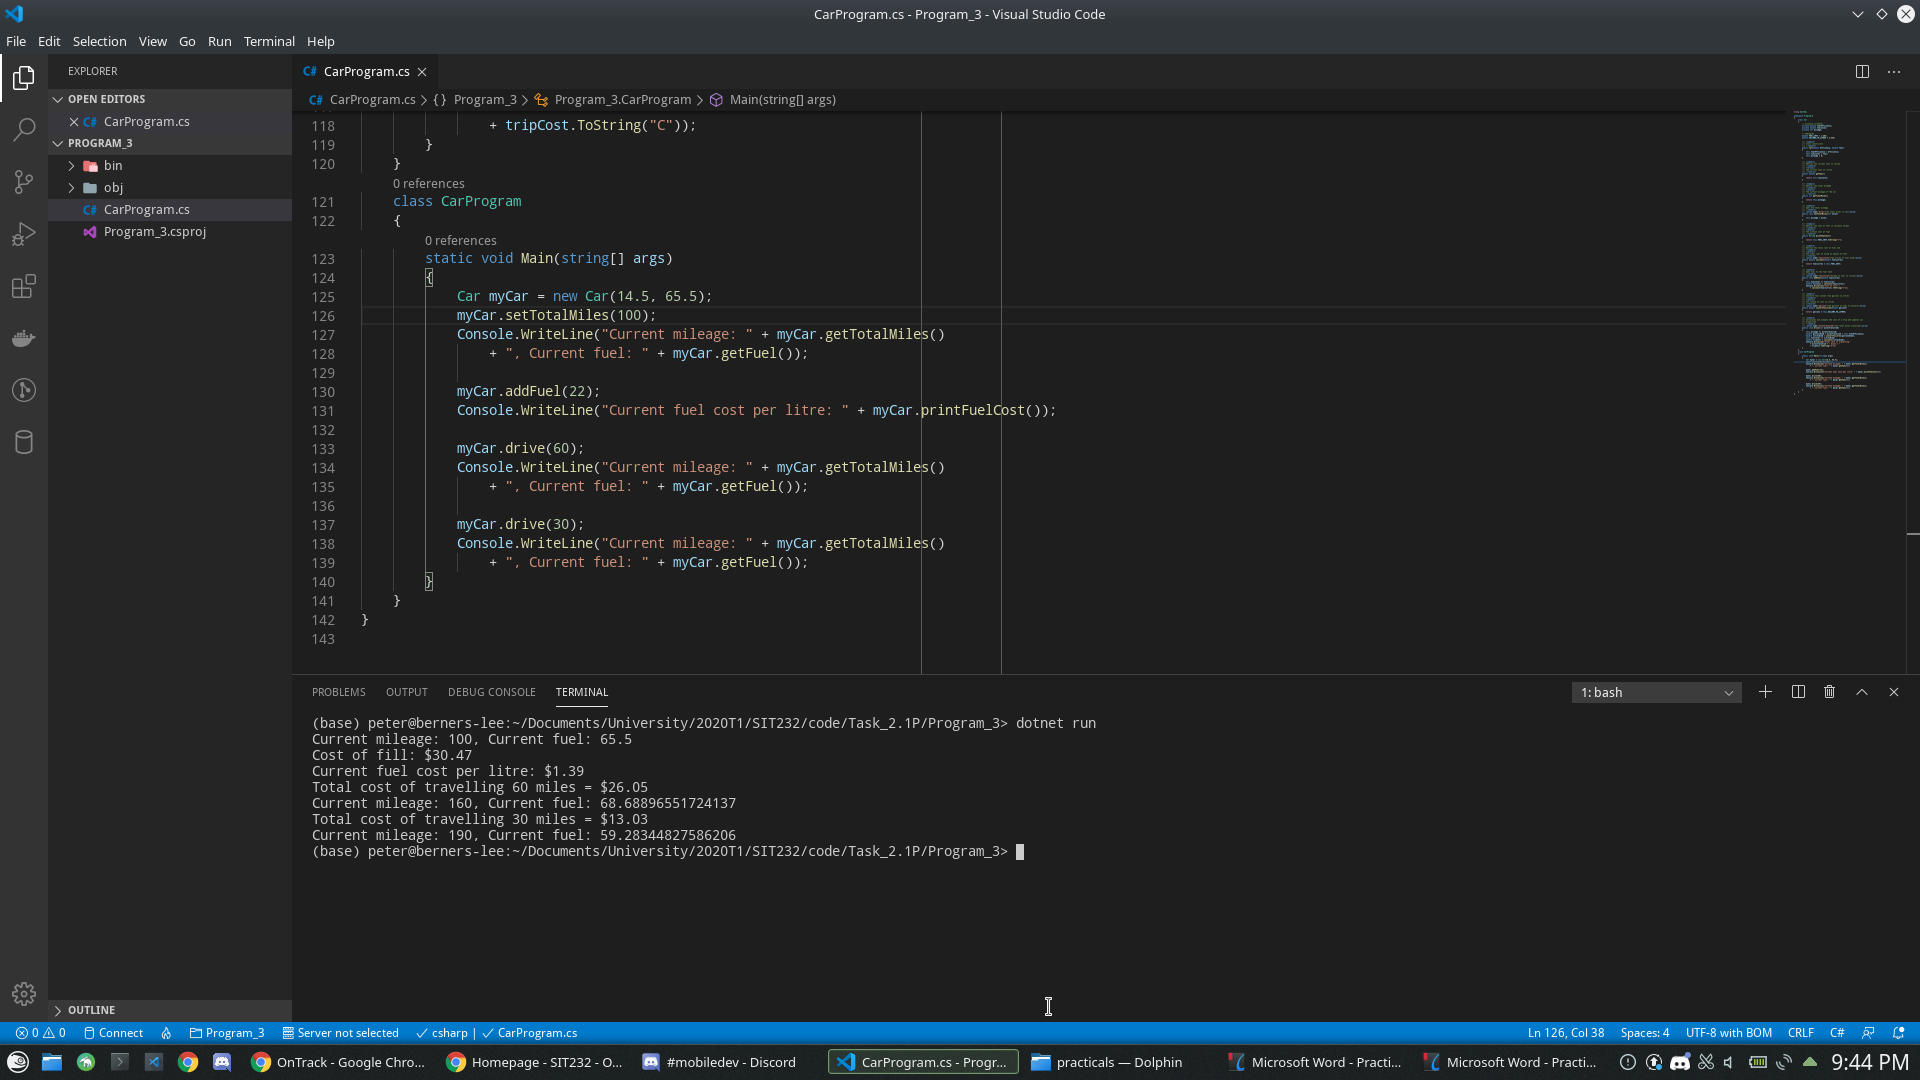 CarProgram.cs - Program_3 - Visual Studio Code
File Edit Selection View Go Run Terminal Help
EXPLORER
OPEN EDITORS
CarProgram.cs
PROGRAM_3
bin
obj
C# CarProgram.cs
Program_3.csproj
OUTLINE
C# CarProgram.cs
C# CarProgram.cs > {} Program_3 > Program_3.CarProgram > Main(string[] args)
118 + tripCost.ToString("C"));
119 }
120 }
0 references
121 class CarProgram
122 {
0 references
123 static void Main(string[] args)
124 {
125 Car myCar = new Car(14.5, 65.5);
126 myCar.setTotalMiles(100);
127 Console.WriteLine("Current mileage: " + myCar.getTotalMiles()
128 + ", Current fuel: " + myCar.getFuel());
129
130 myCar.addFuel(22);
131 Console.WriteLine("Current fuel cost per litre: " + myCar.printFuelCost());
132
133 myCar.drive(60);
134 Console.WriteLine("Current mileage: " + myCar.getTotalMiles()
135 + ", Current fuel: " + myCar.getFuel());
136
137 myCar.drive(30);
138 Console.WriteLine("Current mileage: " + myCar.getTotalMiles()
139 + ", Current fuel: " + myCar.getFuel());
140 }
141 }
142 }
143
PROBLEMS OUTPUT DEBUG CONSOLE TERMINAL 1: bash
(base) peter@berners-lee:~/Documents/University/2020T1/SIT232/code/Task_2.1P/Program_3> dotnet run
Current mileage: 100, Current fuel: 65.5
Cost of fill: $30.47
Current fuel cost per litre: $1.39
Total cost of travelling 60 miles = $26.05
Current mileage: 160, Current fuel: 68.68896551724137
Total cost of travelling 30 miles = $13.03
Current mileage: 190, Current fuel: 59.28344827586206
(base) peter@berners-lee:~/Documents/University/2020T1/SIT232/code/Task_2.1P/Program_3>
0 0 Connect Program_3 Server not selected csharp | CarProgram.cs Ln 126, Col 38 Spaces: 4 UTF-8 with BOM CRLF C#
OnTrack - Google Chro... Homepage - SIT232 - O... #mobiledev - Discord CarProgram.cs - Progr... practicals — Dolphin Microsoft Word - Practi... Microsoft Word - Practi... 9:44 PM